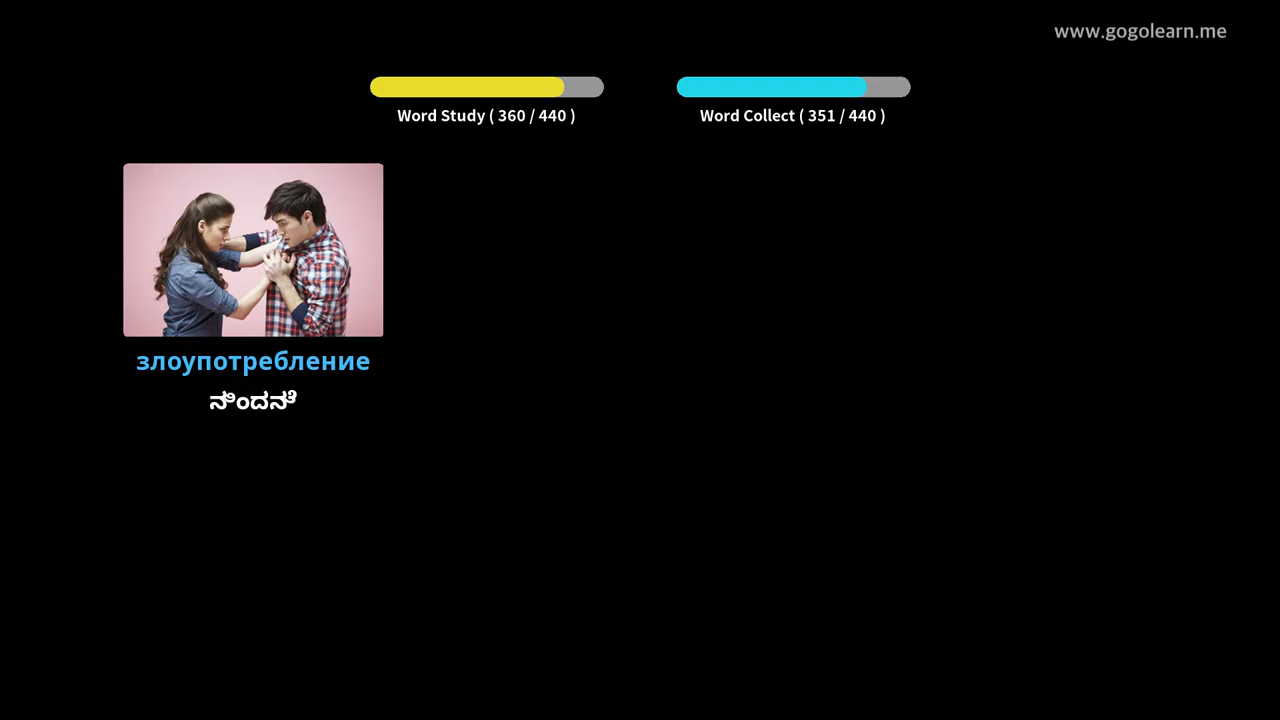 www.gogolearn.me
Word Study ( 360 / 440 )
Word Collect ( 351 / 440 )
злоупотребление
ನಿಂದನೆ